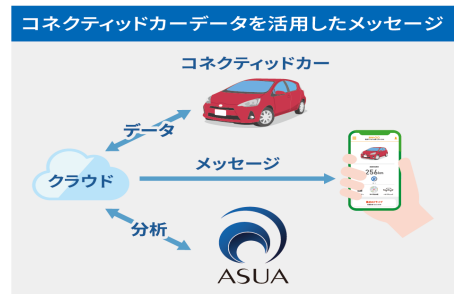 コネクティッドカーデータを活用したメッセージ
コネクティッドカー
データ
メッセージ
クラウド
256km
分析
ASUA